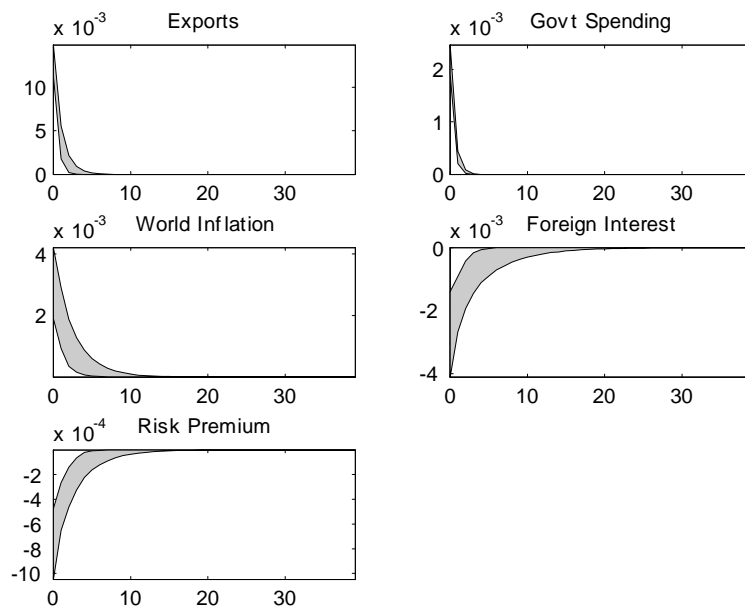 Exports
x 10-3
10
5
0
0 10 20 30
Govt Spending
x 10-3
2
1
0
0 10 20 30
World Inflation
x 10-3
4
2
0 10 20 30
Foreign Interest
x 10-3
0
-2
-4
0 10 20 30
Risk Premium
x 10-4
-2
-4
-6
-8
-10
0 10 20 30